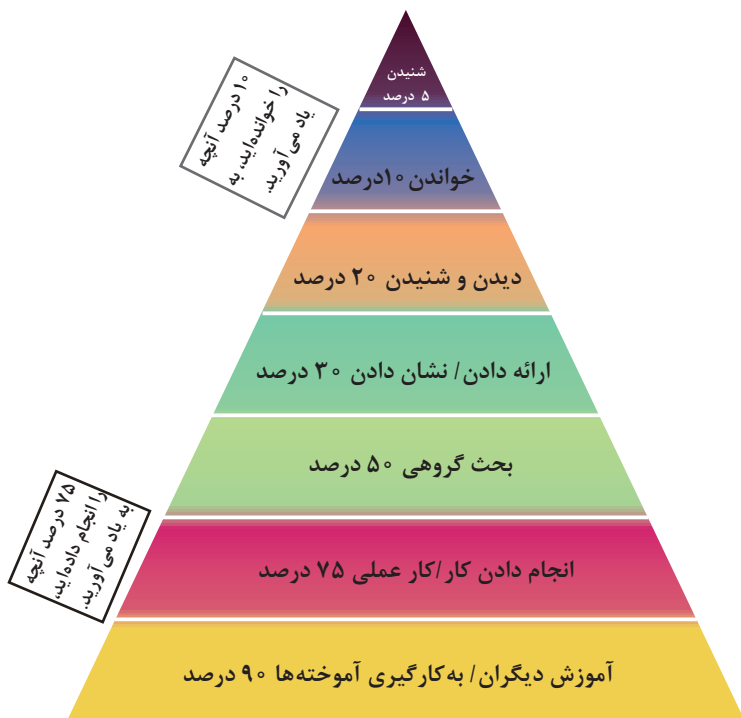 شنیدن
۵ درصد
۱۰ درصد آنچه
را خوانده‌اید، به
یاد می‌آورید.
خواندن ۱۰درصد
دیدن و شنیدن ۲۰ درصد
ارائه دادن/ نشان دادن ۳۰ درصد
بحث گروهی ۵۰ درصد
۷۵ درصد آنچه
را انجام داده‌اید،
به یاد می‌آورید.
انجام دادن کار/کار عملی ۷۵ درصد
آموزش دیگران/ به‌کارگیری آموخته‌ها ۹۰ درصد